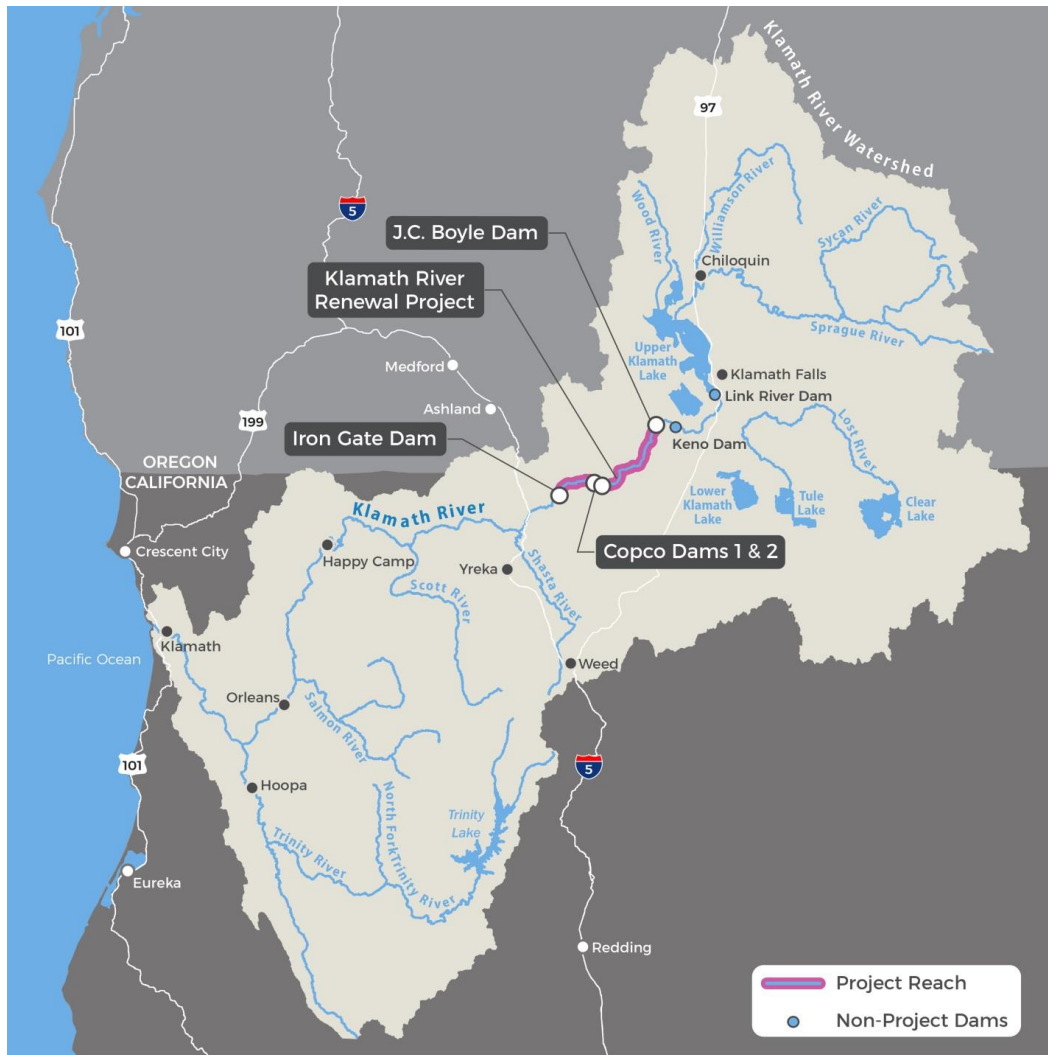 Klamath River Watershed
97
5
Wood River
Williamson River
Sycan River
J.C. Boyle Dam
Chiloquin
Klamath River
Renewal Project
101
Sprague River
Upper
Klamath
Lake
Medford
Klamath Falls
Link River Dam
Ashland
199
Lost River
Iron Gate Dam
Keno Dam
OREGON
CALIFORNIA
Lower
Klamath
Lake
Tule
Lake
Clear
Lake
Klamath River
Crescent City
Happy Camp
Copco Dams 1 & 2
Yreka
Shasta River
Scott River
Klamath
Pacific Ocean
Weed
Orleans
Salmon River
101
5
Hoopa
North Fork Trinity River
Trinity
Lake
Trinity River
Eureka
Redding
Project Reach
Non-Project Dams